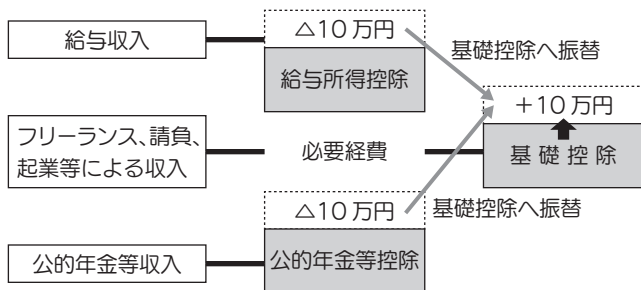 給与収入
△10万円
給与所得控除
基礎控除へ振替
フリーランス、請負、
起業等による収入
必要経費
+10万円
基礎控除
△10万円
基礎控除へ振替
公的年金等収入
公的年金等控除